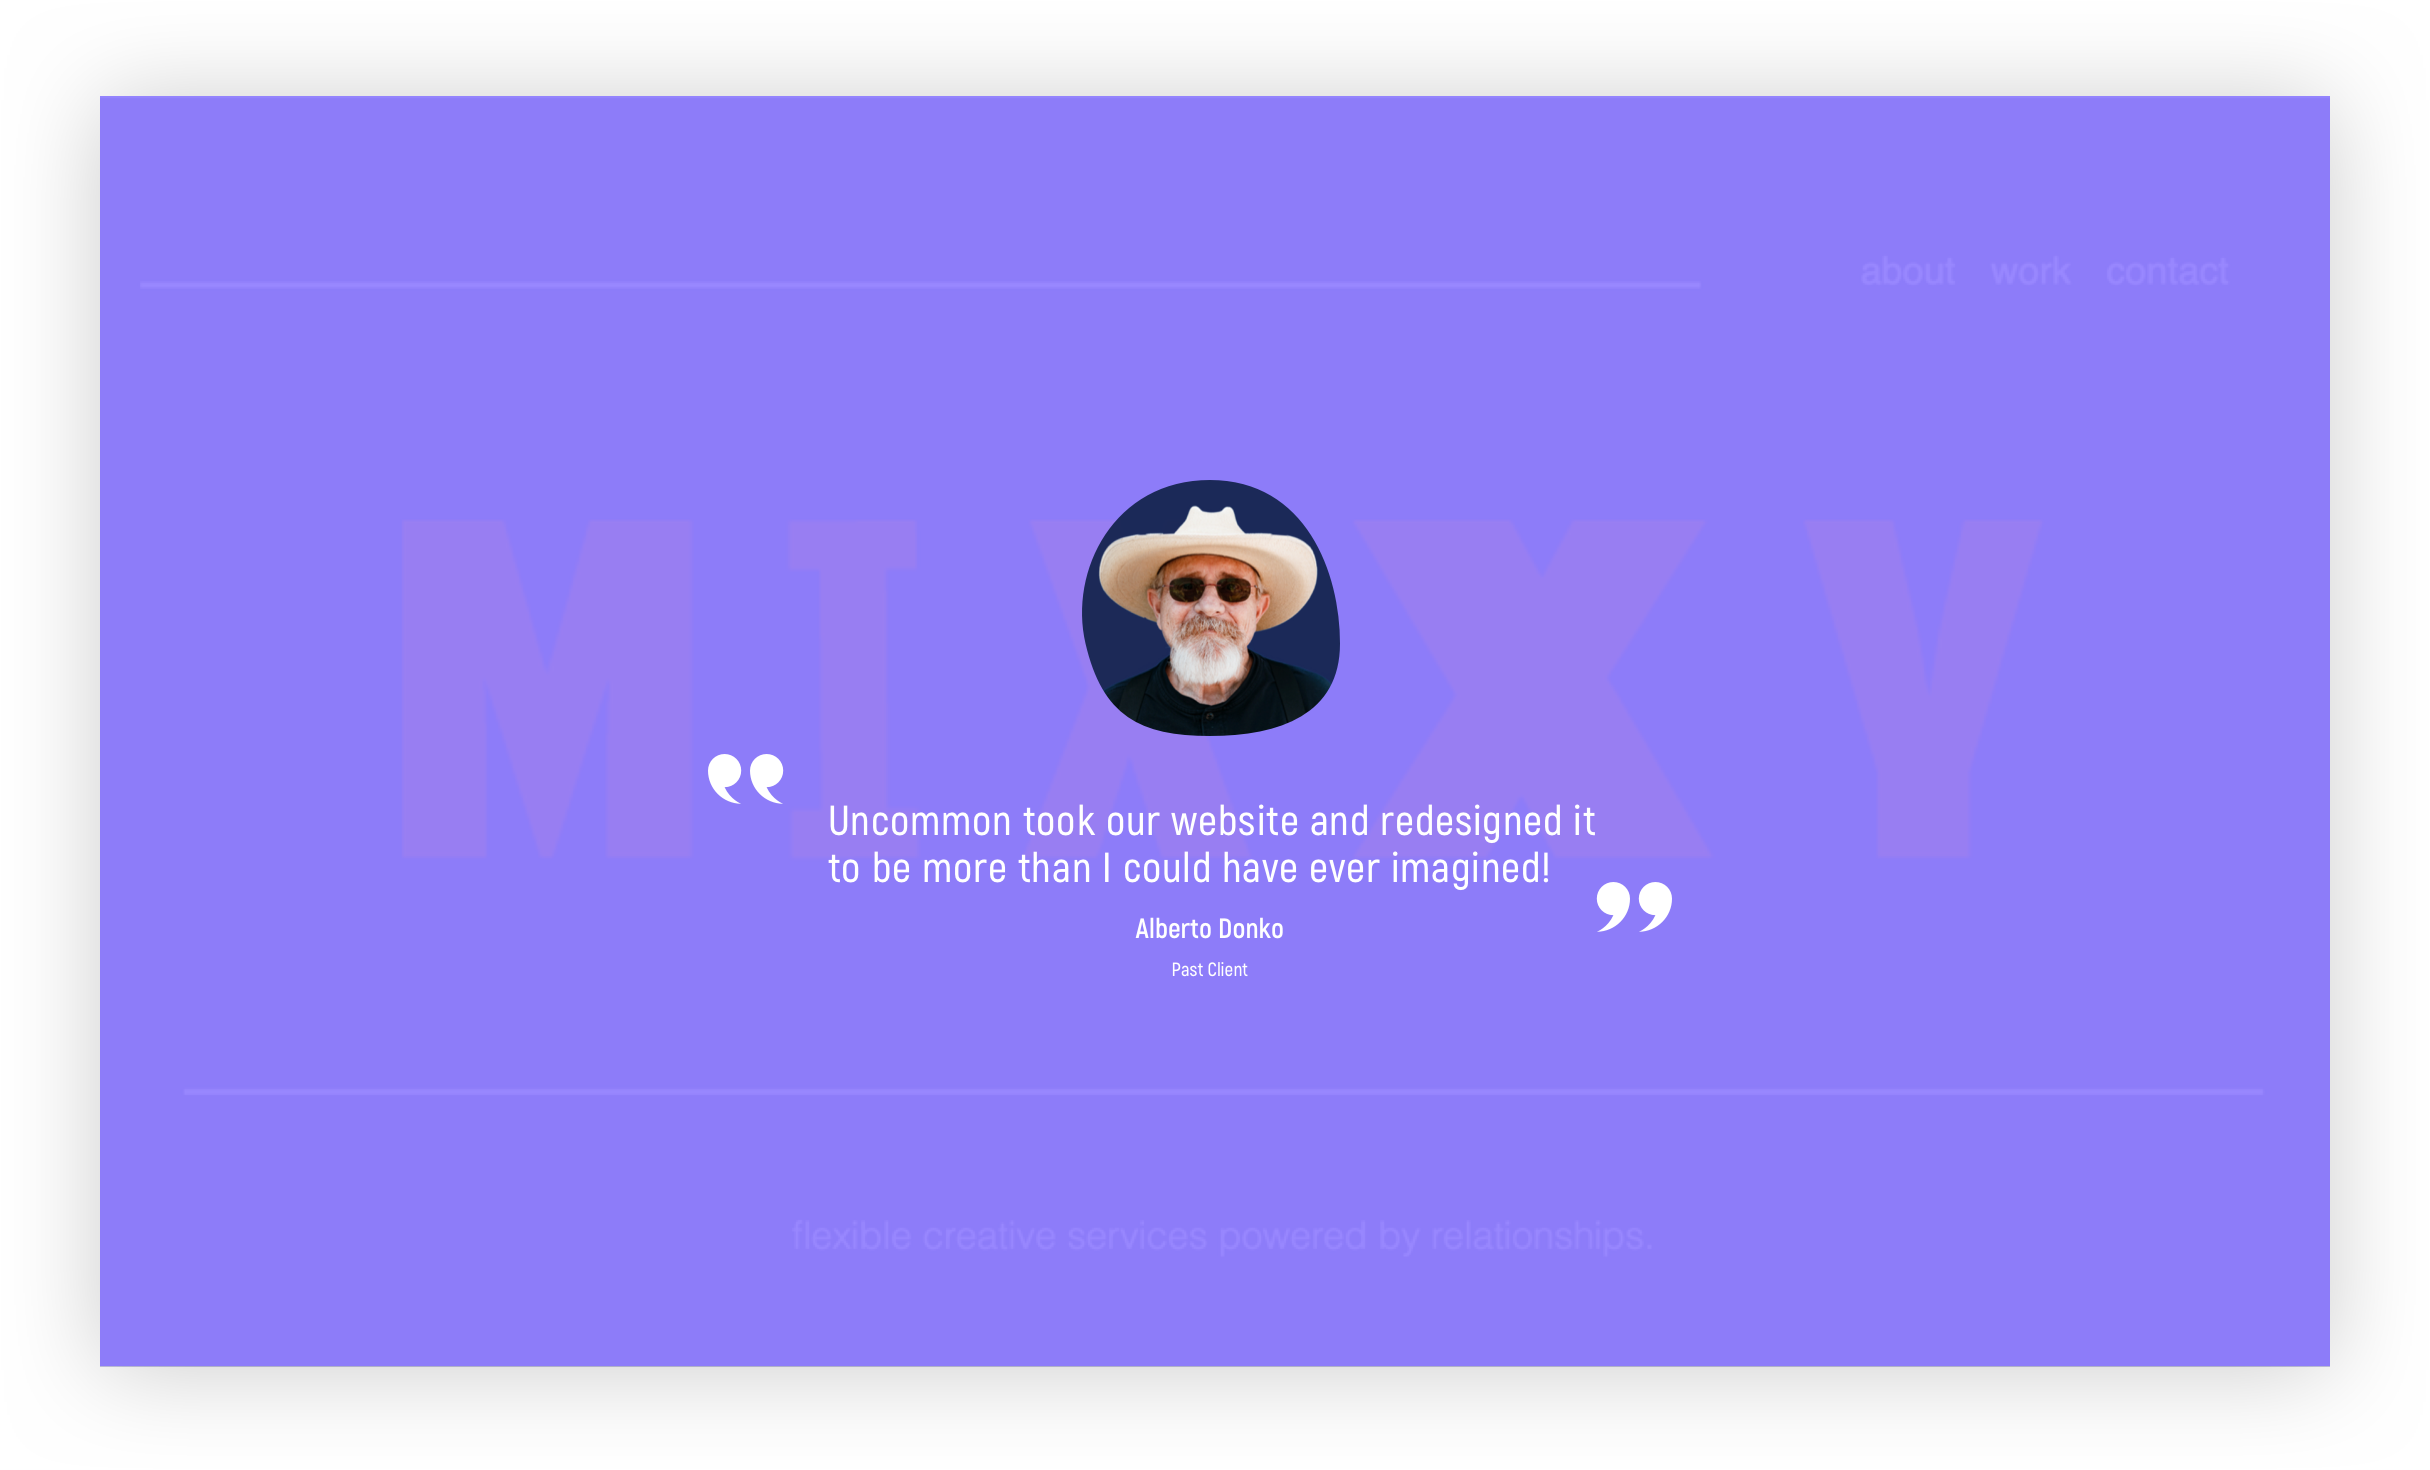 about work contact
MIXXY
“
Uncommon took our website and redesigned it
to be more than I could have ever imagined!
”
Alberto Donko
Past Client
flexible creative services powered by relationships.